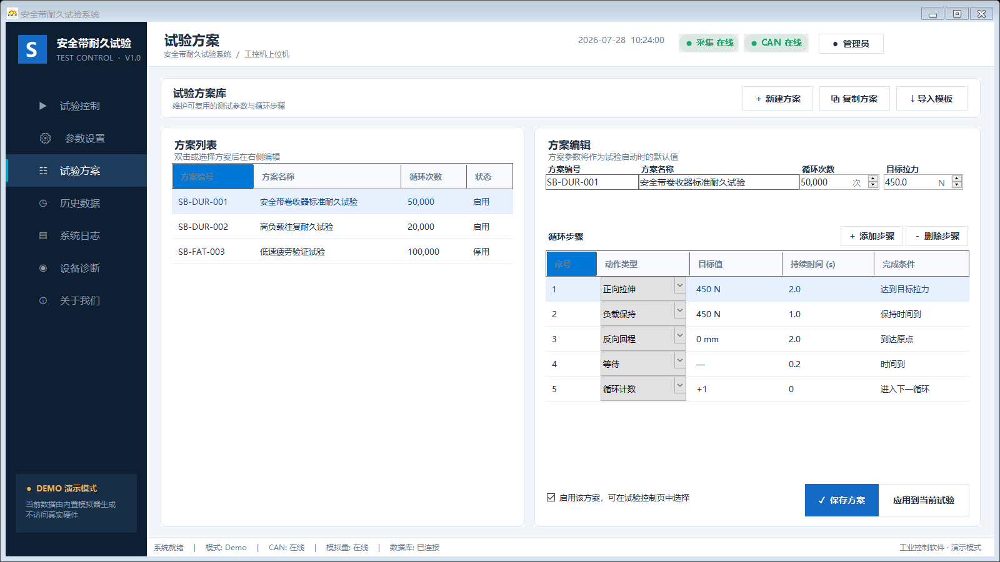 安全带耐久试验系统
S
安全带耐久试验
TEST CONTROL · V1.0
试验控制
参数设置
试验方案
历史数据
系统日志
设备诊断
关于我们
● DEMO 演示模式
当前数据由内置模拟器生成
不访问真实硬件
试验方案
安全带耐久试验系统 / 工控机上位机
2026-07-28 10:24:00
● 采集 在线
● CAN 在线
● 管理员
试验方案库
维护可复用的测试参数与循环步骤
+ 新建方案
复制方案
↓导入模板
方案列表
双击或选择方案后在右侧编辑
方案编号 方案名称 循环次数 状态
SB-DUR-001 安全带卷收器标准耐久试验 50,000 启用
SB-DUR-002 高负载往复耐久试验 20,000 启用
SB-FAT-003 低速疲劳验证试验 100,000 停用
方案编辑
方案参数将作为试验启动时的默认值
方案编号 方案名称 循环次数 目标拉力
SB-DUR-001 安全带卷收器标准耐久试验 50,000 次 450.0 N
循环步骤
+ 添加步骤
- 删除步骤
序号 动作类型 目标值 持续时间 (s) 完成条件
1 正向拉伸 450 N 2.0 达到目标拉力
2 负载保持 450 N 1.0 保持时间到
3 反向回程 0 mm 2.0 到达原点
4 等待 — 0.2 时间到
5 循环计数 +1 0 进入下一循环
启用该方案，可在试验控制页中选择
✓ 保存方案
应用到当前试验
系统就绪 | 模式: Demo | CAN: 在线 | 模拟量: 在线 | 数据库: 已连接
工业控制软件 · 演示模式